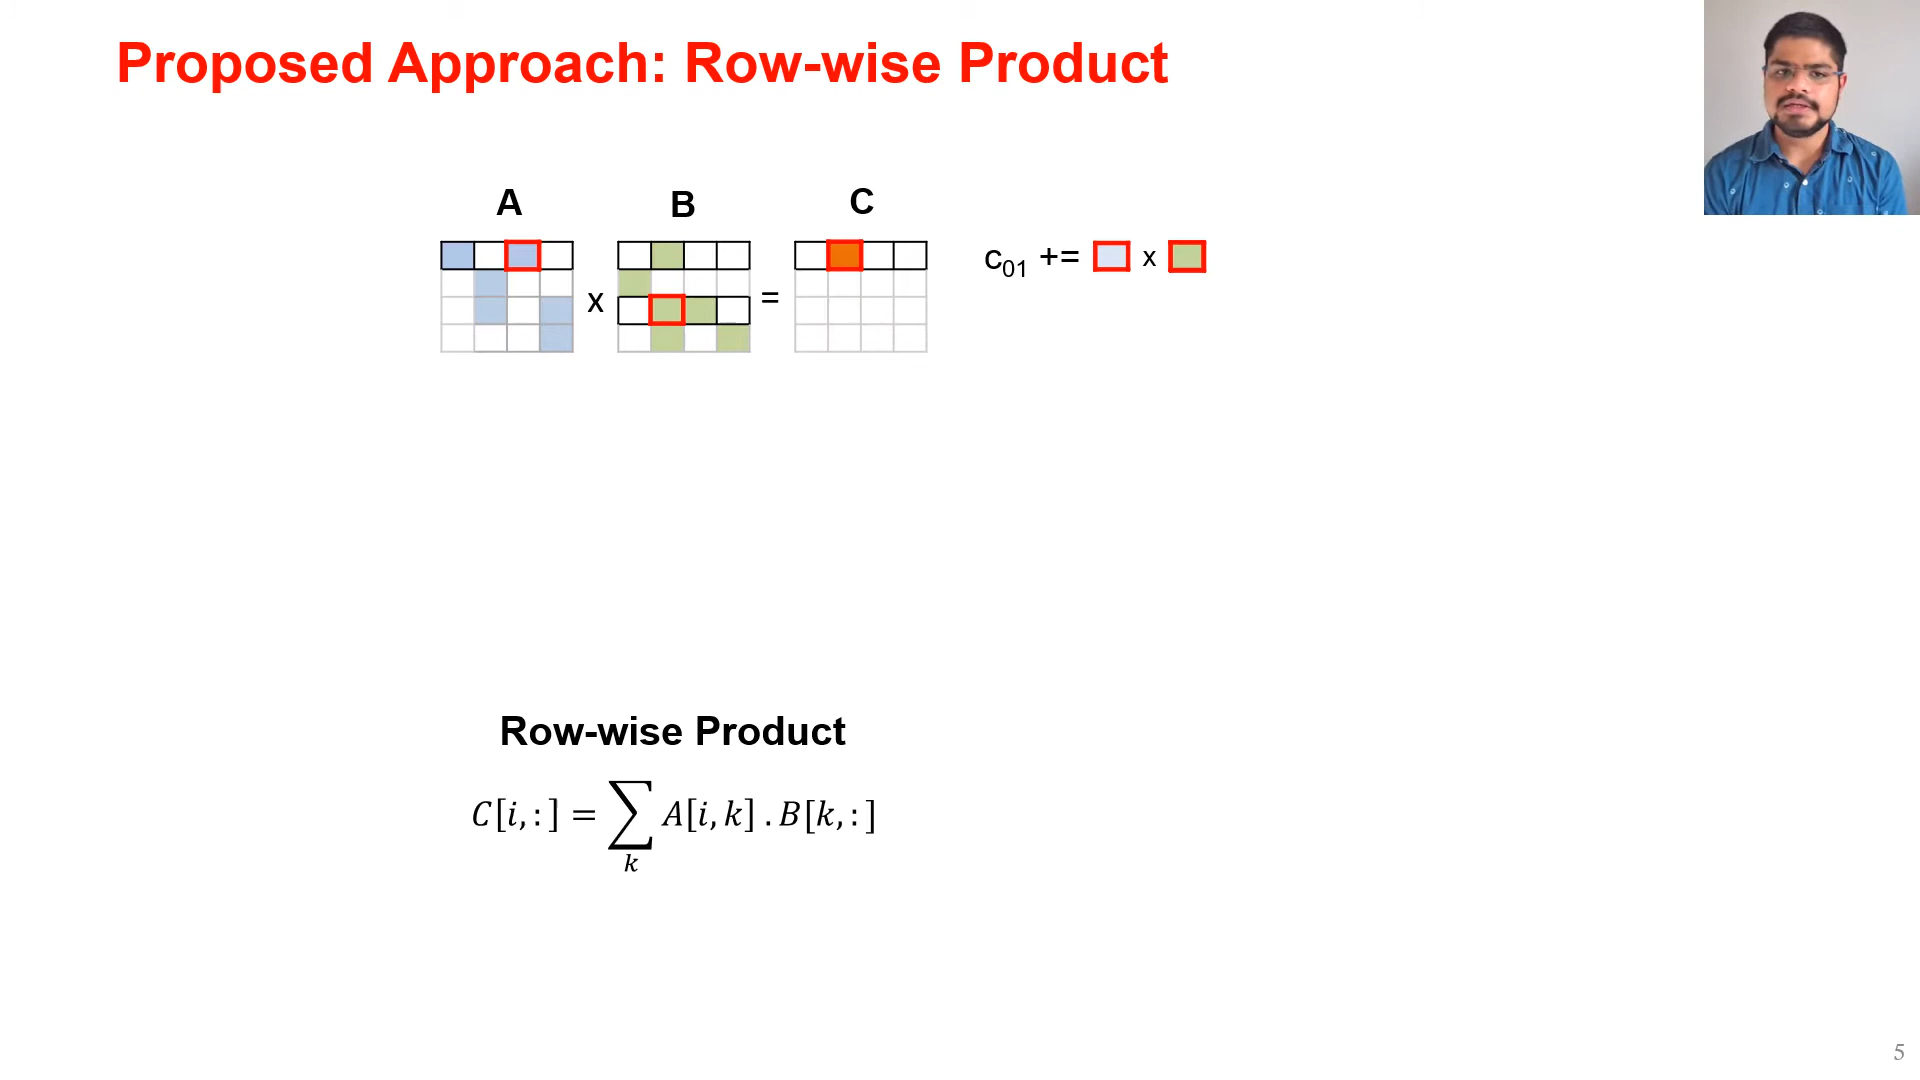 Proposed Approach: Row-wise Product
A B C
x = c01 += x
Row-wise Product
C[i,:] = ∑k A[i,k] . B[k,:]
5